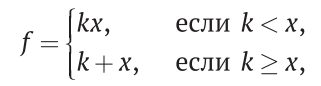 f = { kx, если k < x,
k + x, если k ≥ x,